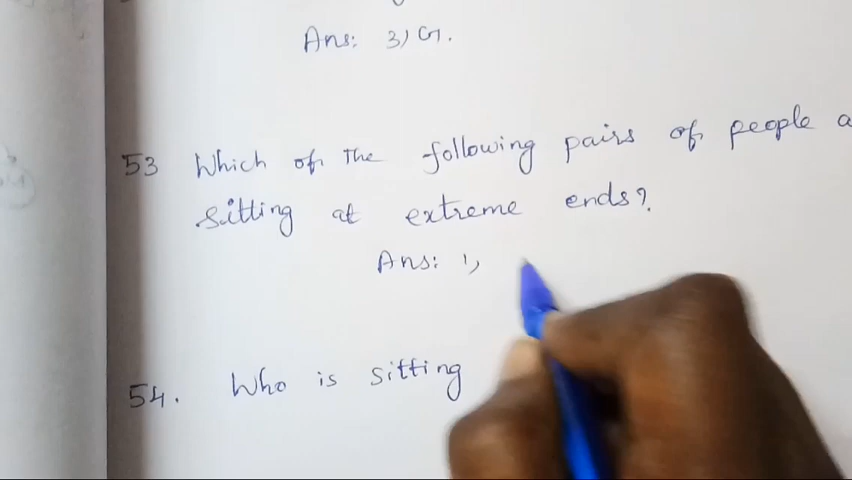 Ans: 3) G.
53 Which of the following pairs of people a
sitting at extreme ends?
Ans: 1,
54. Who is sitting